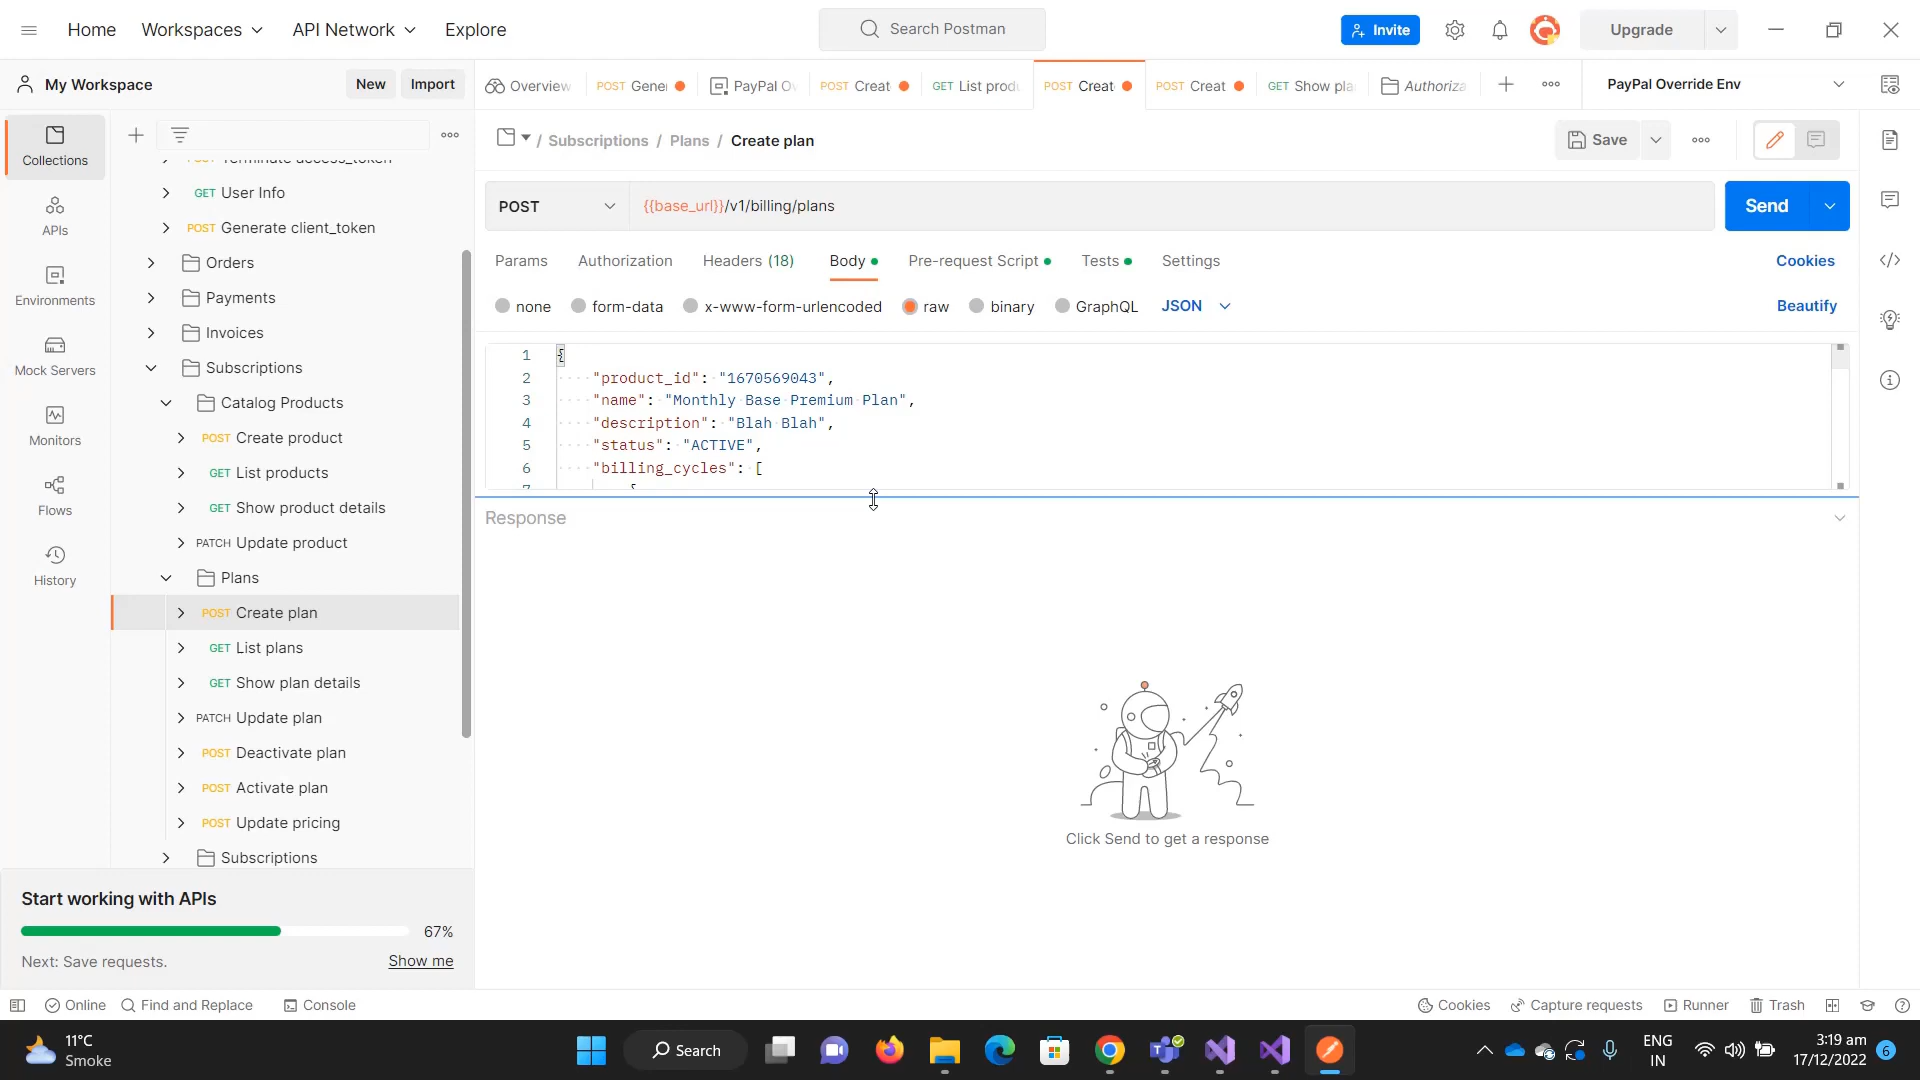 Home Workspaces API Network Explore
Search Postman
Invite
Upgrade
My Workspace
New Import
Overview
POST Gener
PayPal O
POST Creat
GET List produ
POST Creat
POST Creat
GET Show pla
Authoriza
PayPal Override Env
/ Subscriptions / Plans / Create plan
Save
Collections
APIs
Environments
Mock Servers
Monitors
Flows
History
Terminate access_token
GET User Info
POST Generate client_token
Orders
Payments
Invoices
Subscriptions
Catalog Products
POST Create product
GET List products
GET Show product details
PATCH Update product
Plans
POST Create plan
GET List plans
GET Show plan details
PATCH Update plan
POST Deactivate plan
POST Activate plan
POST Update pricing
Subscriptions
Start working with APIs
67%
Next: Save requests.
Show me
POST {{base_url}}/v1/billing/plans
Send
Params Authorization Headers (18) Body Pre-request Script Tests Settings
Cookies
none form-data x-www-form-urlencoded raw binary GraphQL JSON
Beautify
1 {
2 "product_id": "1670569043",
3 "name": "Monthly Base Premium Plan",
4 "description": "Blah Blah",
5 "status": "ACTIVE",
6 "billing_cycles": [
7 {
Response
Click Send to get a response
Online Find and Replace Console
Cookies Capture requests Runner Trash
11°C
Smoke
Search
ENG
IN
3:19 am
17/12/2022
6